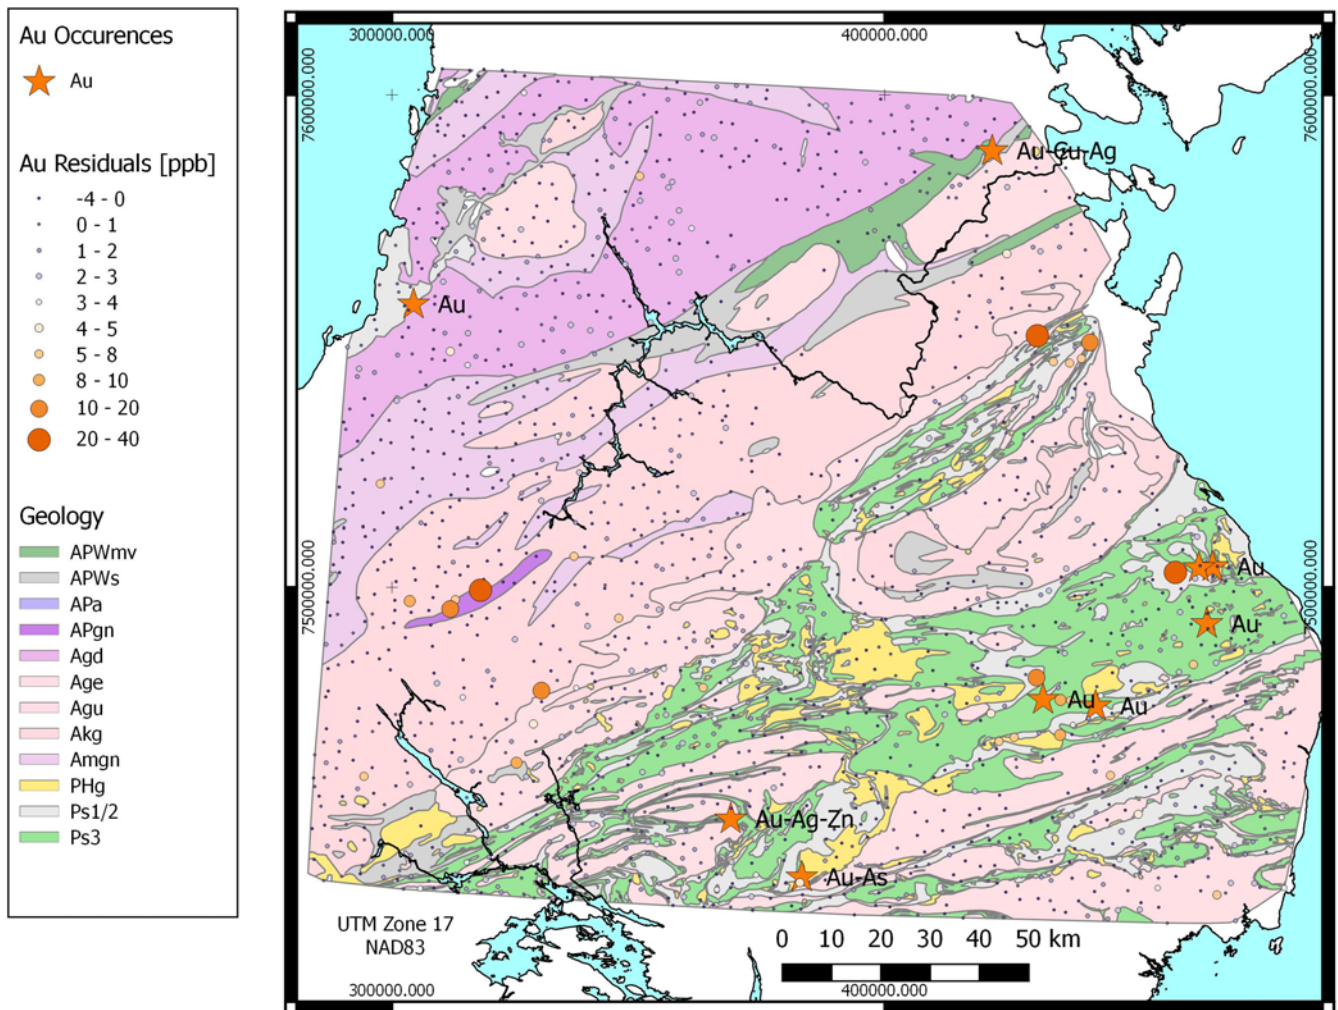 Au Occurences
Au
Au Residuals [ppb]
-4 - 0
0 - 1
1 - 2
2 - 3
3 - 4
4 - 5
5 - 8
8 - 10
10 - 20
20 - 40
Geology
APWmv
APWs
APa
APgn
Agd
Age
Agu
Akg
Amgn
PHg
Ps1/2
Ps3
300000.000
400000.000
7600000.000
7600000.000
Au-Cu-Ag
Au
7500000.000
7500000.000
Au
Au
Au
Au
Au-Ag-Zn
Au-As
UTM Zone 17
NAD83
0 10 20 30 40 50 km
300000.000
400000.000